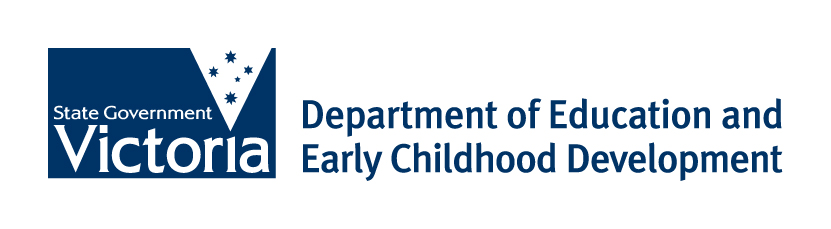 State Government
Victoria
Department of Education and
Early Childhood Development